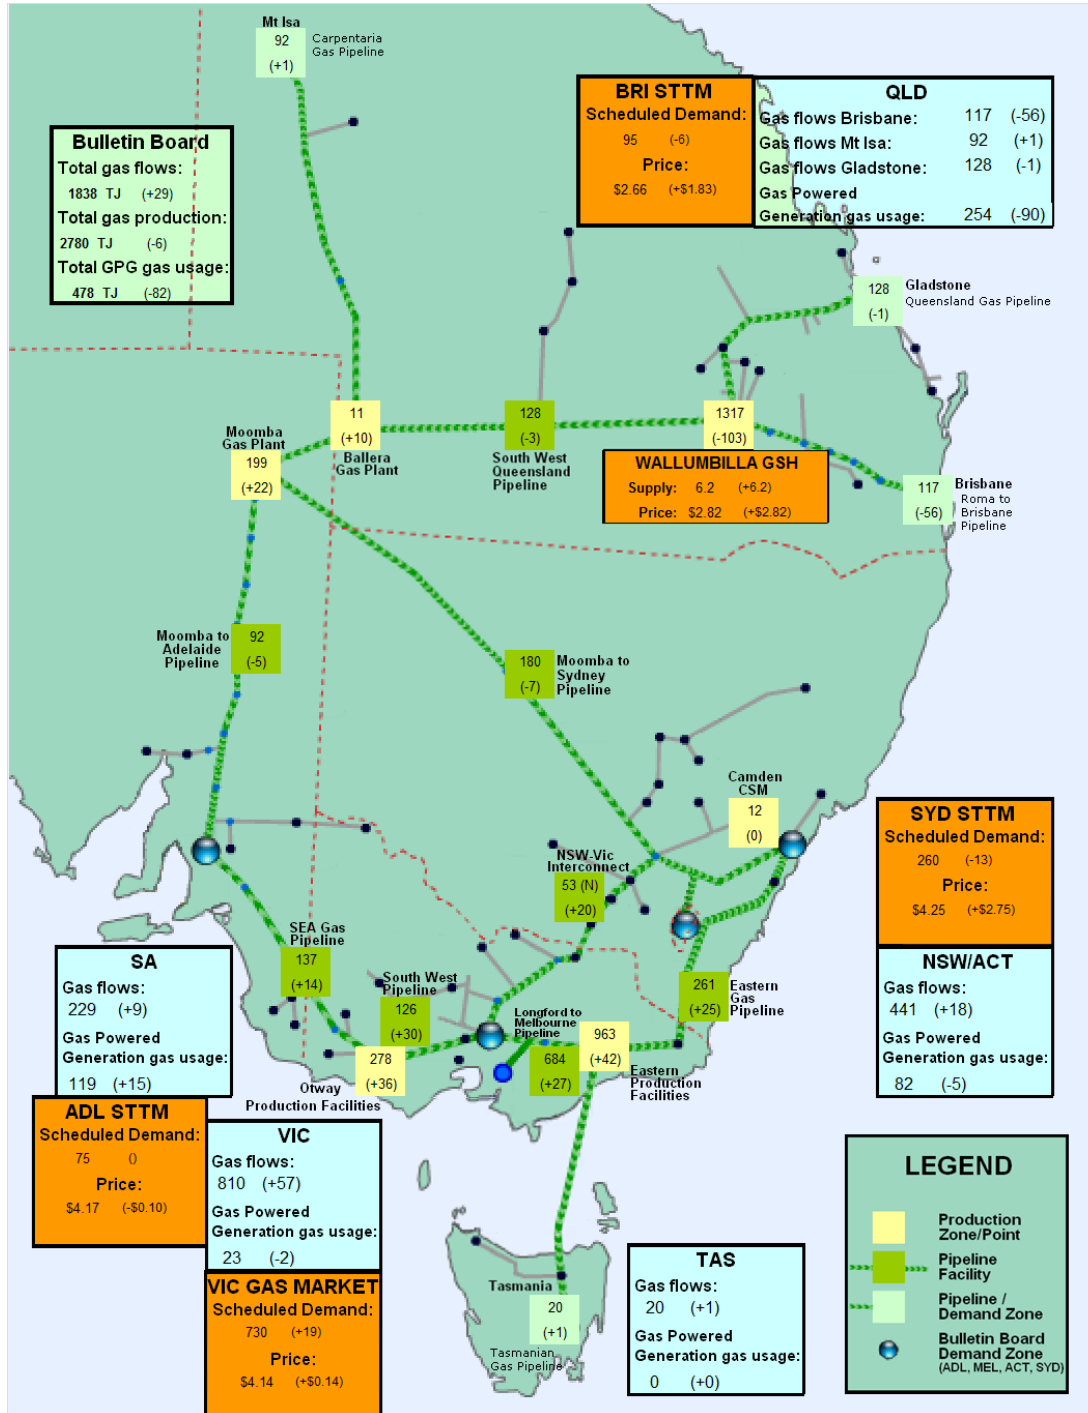 Mt Isa
92
(+1)
Carpentaria
Gas Pipeline
Bulletin Board
Total gas flows:
1838 TJ (+29)
Total gas production:
2780 TJ (-6)
Total GPG gas usage:
478 TJ (-82)
BRI STTM
Scheduled Demand:
95 (-6)
Price:
$2.66 (+$1.83)
QLD
Gas flows Brisbane: 117 (-56)
Gas flows Mt Isa: 92 (+1)
Gas flows Gladstone: 128 (-1)
Gas Powered
Generation gas usage: 254 (-90)
128
(-1)
Gladstone
Queensland Gas Pipeline
11
(+10)
Ballera
Gas Plant
128
(-3)
South West
Queensland
Pipeline
1317
(-103)
Moomba
Gas Plant
199
(+22)
WALLUMBILLA GSH
Supply: 6.2 (+6.2)
Price: $2.82 (+$2.82)
117
(-56)
Brisbane
Roma to
Brisbane
Pipeline
Moomba to
Adelaide
Pipeline
92
(-5)
180
(-7)
Moomba to
Sydney
Pipeline
Camden
CSM
12
(0)
SYD STTM
Scheduled Demand:
260 (-13)
Price:
$4.25 (+$2.75)
NSW-Vic
Interconnect
53 (N)
(+20)
SEA Gas
Pipeline
137
(+14)
South West
Pipeline
126
(+30)
Longford to
Melbourne
Pipeline
684
(+27)
963
(+42)
Eastern
Production
Facilities
261
(+25)
Eastern
Gas
Pipeline
NSW/ACT
Gas flows:
441 (+18)
Gas Powered
Generation gas usage:
82 (-5)
SA
Gas flows:
229 (+9)
Gas Powered
Generation gas usage:
119 (+15)
278
(+36)
Otway
Production Facilities
ADL STTM
Scheduled Demand:
75 ()
Price:
$4.17 (-$0.10)
VIC
Gas flows:
810 (+57)
Gas Powered
Generation gas usage:
23 (-2)
VIC GAS MARKET
Scheduled Demand:
730 (+19)
Price:
$4.14 (+$0.14)
Tasmania
20
(+1)
Tasmanian
Gas Pipeline
TAS
Gas flows:
20 (+1)
Gas Powered
Generation gas usage:
0 (+0)
LEGEND
Production
Zone/Point
Pipeline
Facility
Pipeline /
Demand Zone
Bulletin Board
Demand Zone
(ADL, MEL, ACT, SYD)